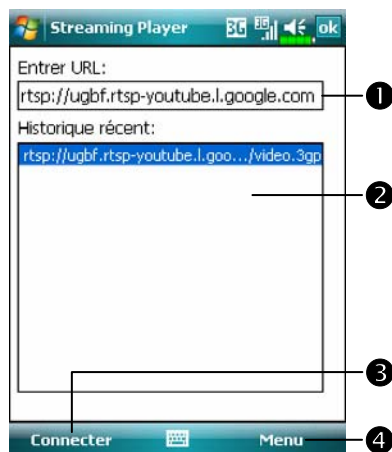 Streaming Player 3G 3G ok
Entrer URL:
rtsp://ugbf.rtsp-youtube.l.google.com
1
Historique récent:
rtsp://ugbf.rtsp-youtube.l.goo.../video.3gp
2
3
Connecter Menu
4